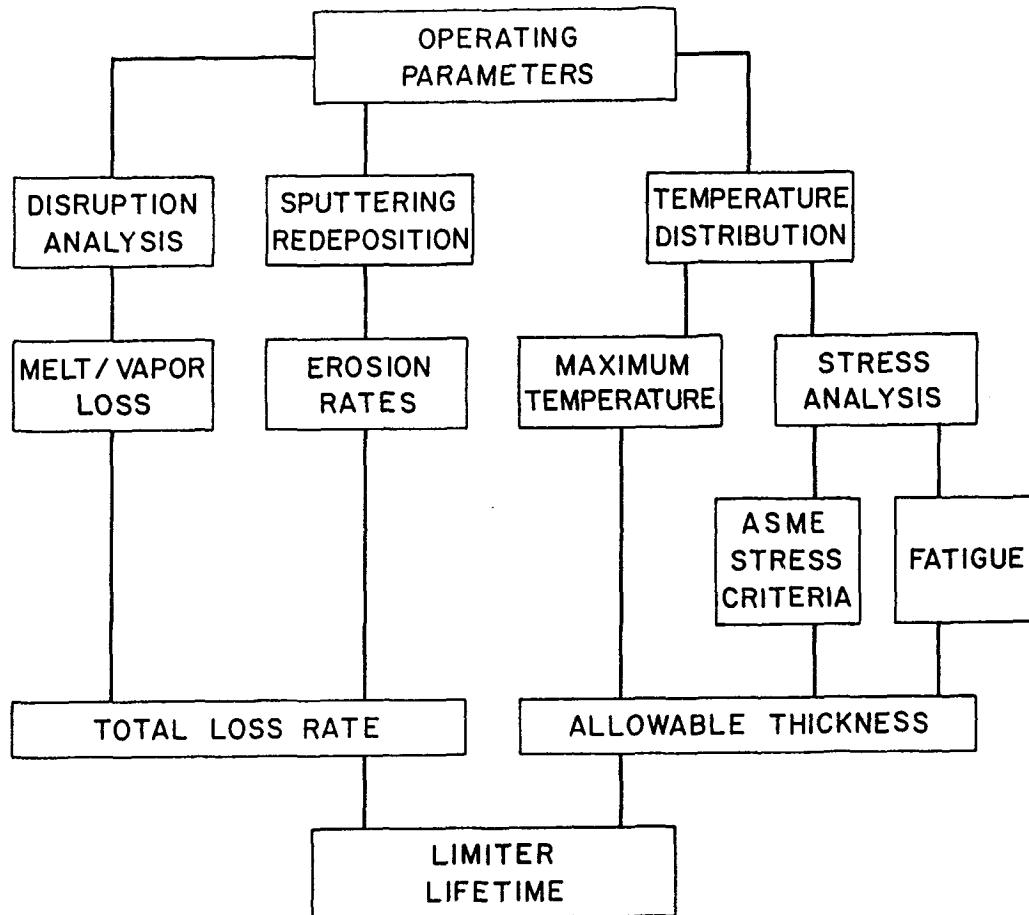 OPERATING
PARAMETERS
DISRUPTION
ANALYSIS
SPUTTERING
REDEPOSITION
TEMPERATURE
DISTRIBUTION
MELT/VAPOR
LOSS
EROSION
RATES
MAXIMUM
TEMPERATURE
STRESS
ANALYSIS
ASME
STRESS
CRITERIA
FATIGUE
TOTAL LOSS RATE
ALLOWABLE THICKNESS
LIMITER
LIFETIME